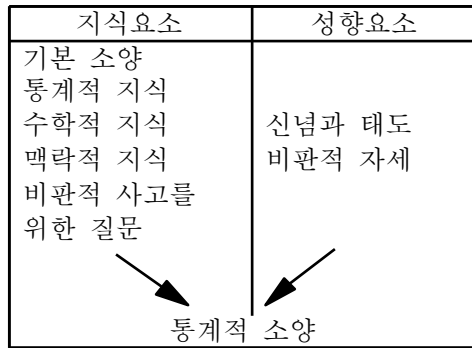 지식요소
성향요소
기본 소양
통계적 지식
수학적 지식
맥락적 지식
비판적 사고를
위한 질문
신념과 태도
비판적 자세
통계적 소양